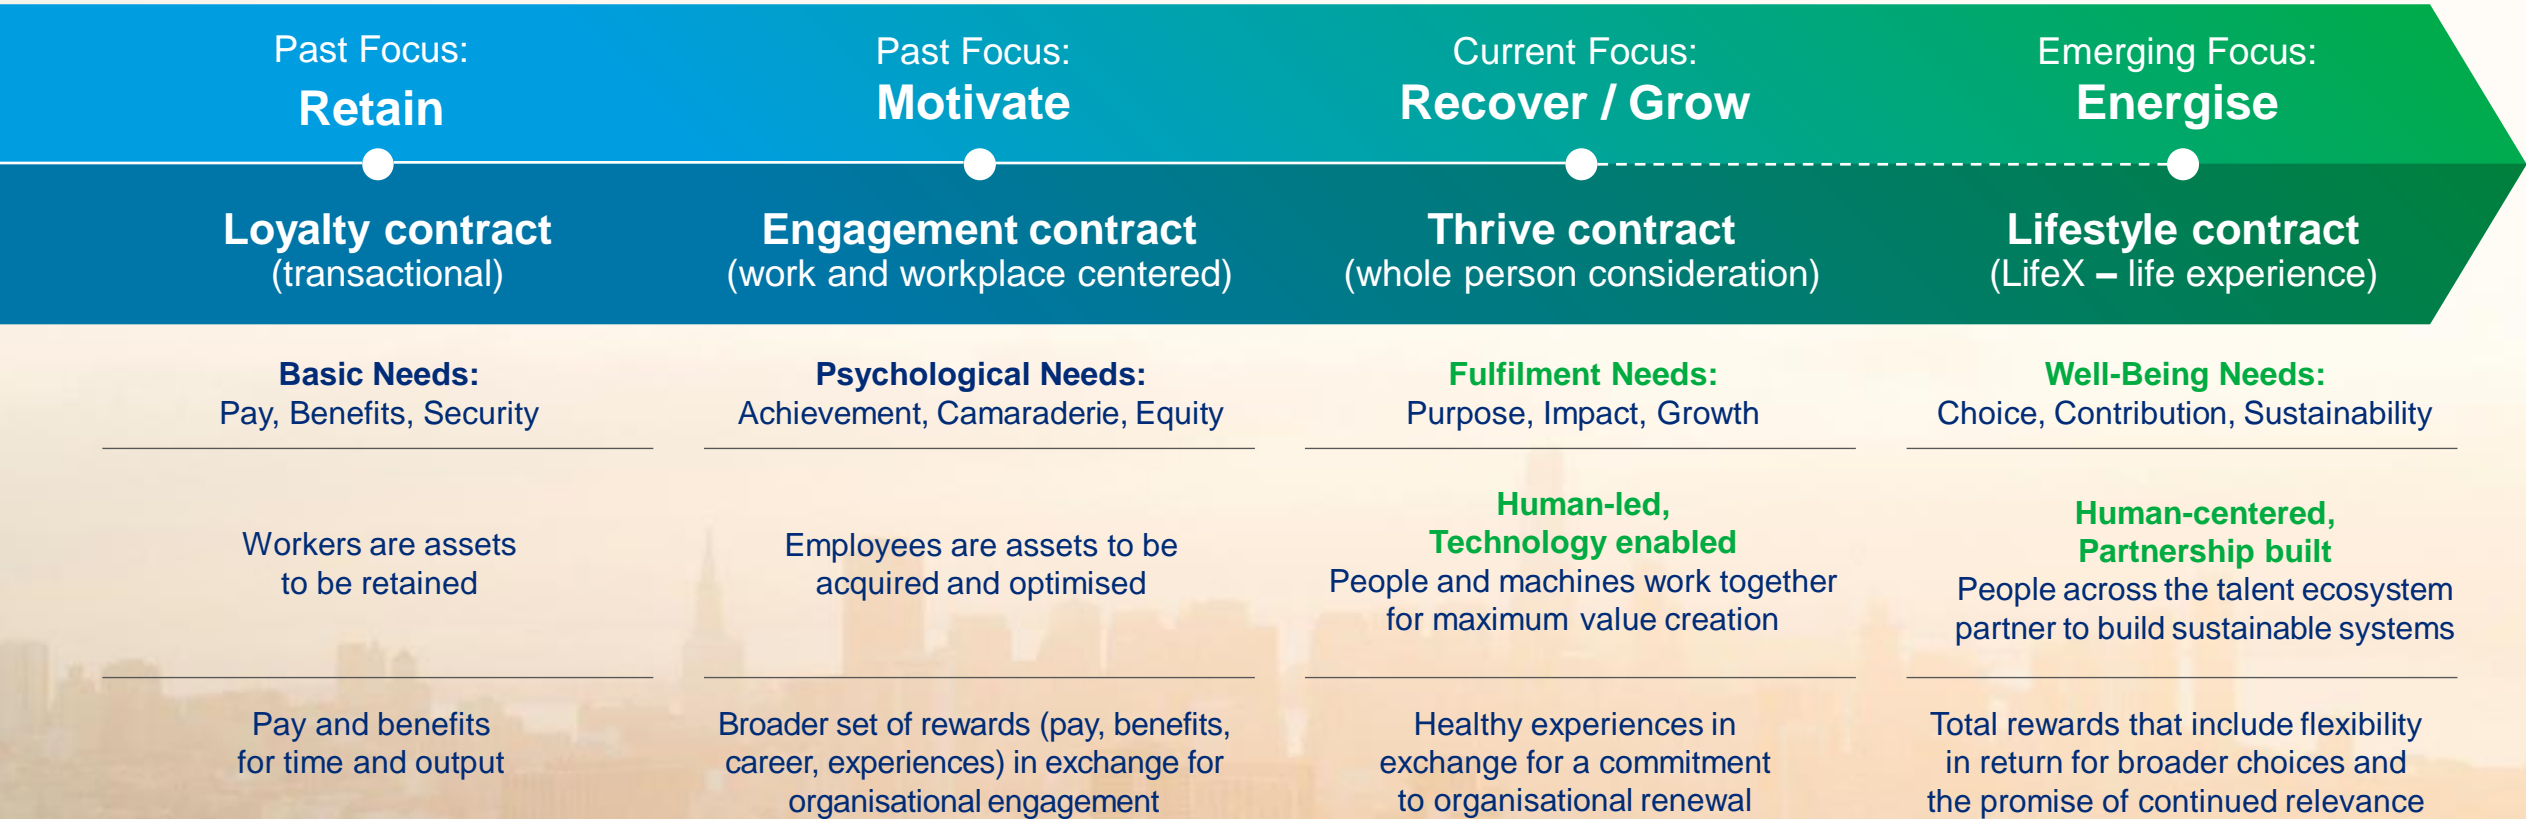 Past Focus:
Retain
Past Focus:
Motivate
Current Focus:
Recover / Grow
Emerging Focus:
Energise
Loyalty contract
(transactional)
Engagement contract
(work and workplace centered)
Thrive contract
(whole person consideration)
Lifestyle contract
(LifeX – life experience)
Basic Needs:
Pay, Benefits, Security
Psychological Needs:
Achievement, Camaraderie, Equity
Fulfilment Needs:
Purpose, Impact, Growth
Well-Being Needs:
Choice, Contribution, Sustainability
Workers are assets
to be retained
Employees are assets to be
acquired and optimised
Human-led,
Technology enabled
People and machines work together
for maximum value creation
Human-centered,
Partnership built
People across the talent ecosystem
partner to build sustainable systems
Pay and benefits
for time and output
Broader set of rewards (pay, benefits,
career, experiences) in exchange for
organisational engagement
Healthy experiences in
exchange for a commitment
to organisational renewal
Total rewards that include flexibility
in return for broader choices and
the promise of continued relevance